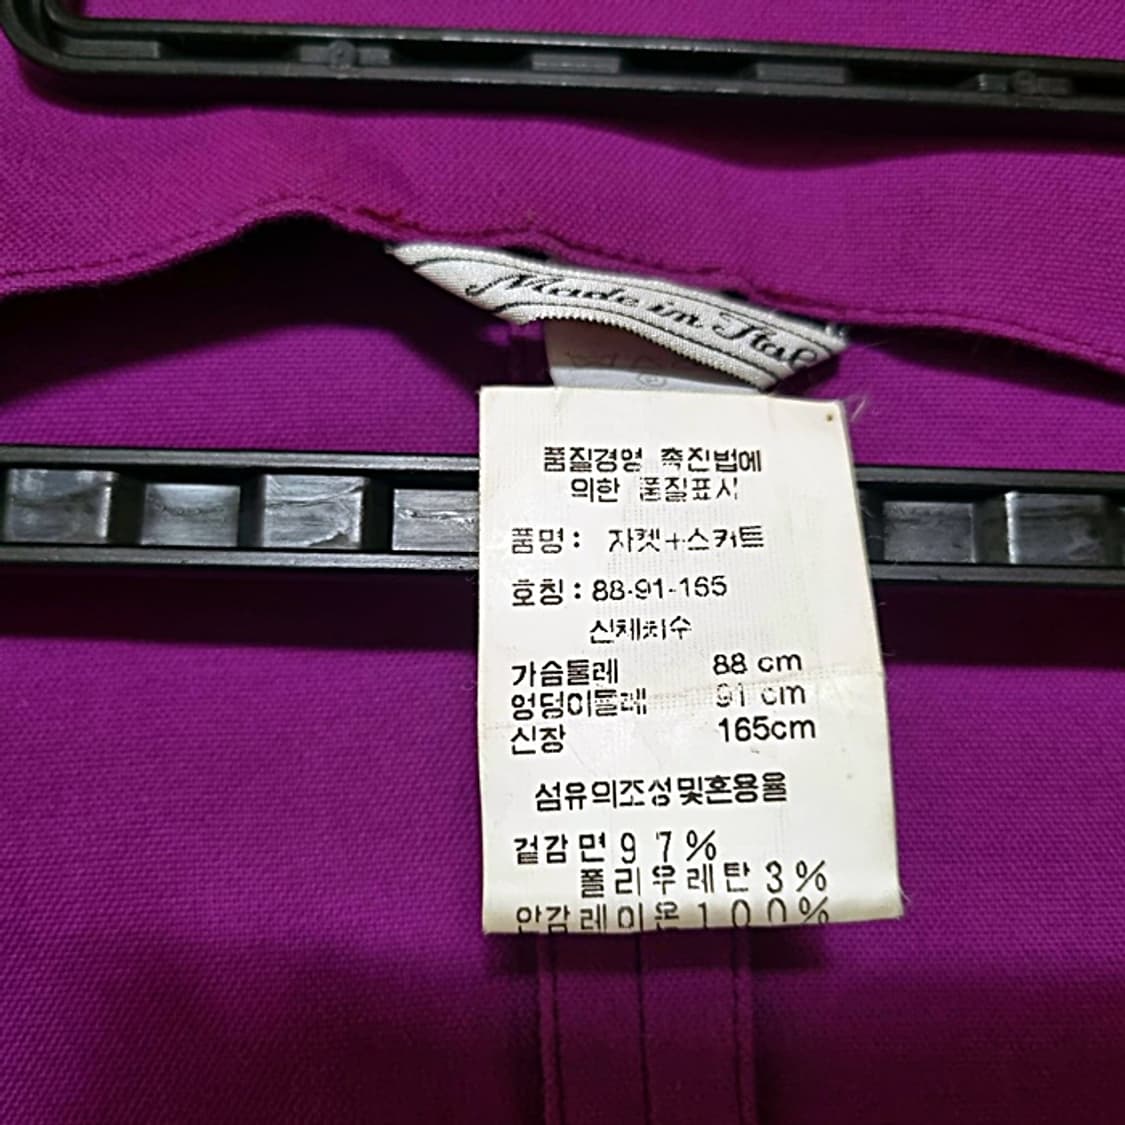 Made in Ital
품질경영 촉진법에
의한 품질표시
품명: 자켓+스커트
호칭: 88-91-165
신체치수
가슴둘레 88 cm
엉덩이둘레 91 cm
신장 165cm
섬유의조성및혼용율
겉감면97%
폴리우레탄3%
안감레이온100%